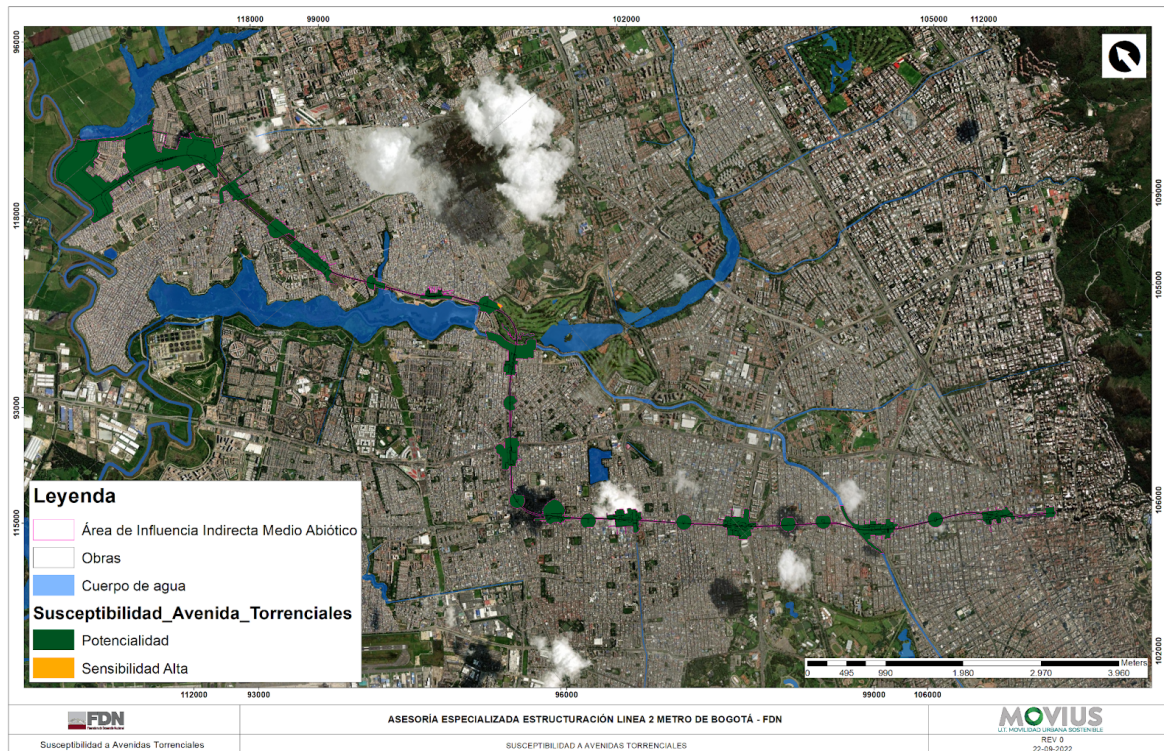 118000 99000 102000 105000 112000
96000
118000
93000
115000
109000
105000
106000
102000
Leyenda
Área de Influencia Indirecta Medio Abiótico
Obras
Cuerpo de agua
Susceptibilidad_Avenida_Torrenciales
Potencialidad
Sensibilidad Alta
Meters
0 495 990 1.980 2.970 3.960
112000 93000 96000 99000 106000
FDN
Susceptibilidad a Avenidas Torrenciales
ASESORÍA ESPECIALIZADA ESTRUCTURACIÓN LINEA 2 METRO DE BOGOTÁ - FDN
SUSCEPTIBILIDAD A AVENIDAS TORRENCIALES
MOVIUS
U.T. MOVILIDAD URBANA SOSTENIBLE
REV 0
22-09-2022